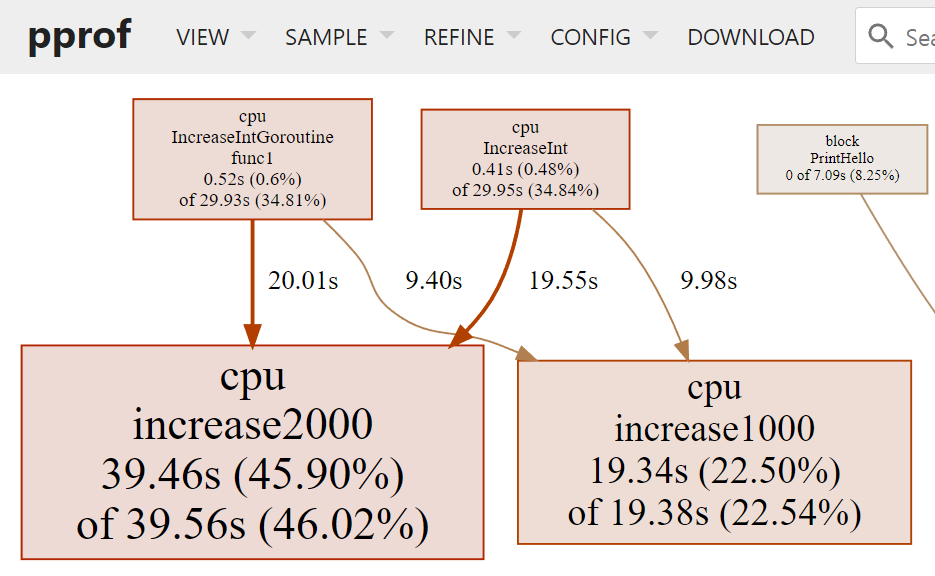 pprof
VIEW
SAMPLE
REFINE
CONFIG
DOWNLOAD
cpu
IncreaseIntGoroutine
func1
0.52s (0.6%)
of 29.93s (34.81%)
cpu
IncreaseInt
0.41s (0.48%)
of 29.95s (34.84%)
block
PrintHello
0 of 7.09s (8.25%)
20.01s
9.40s
19.55s
9.98s
cpu
increase2000
39.46s (45.90%)
of 39.56s (46.02%)
cpu
increase1000
19.34s (22.50%)
of 19.38s (22.54%)